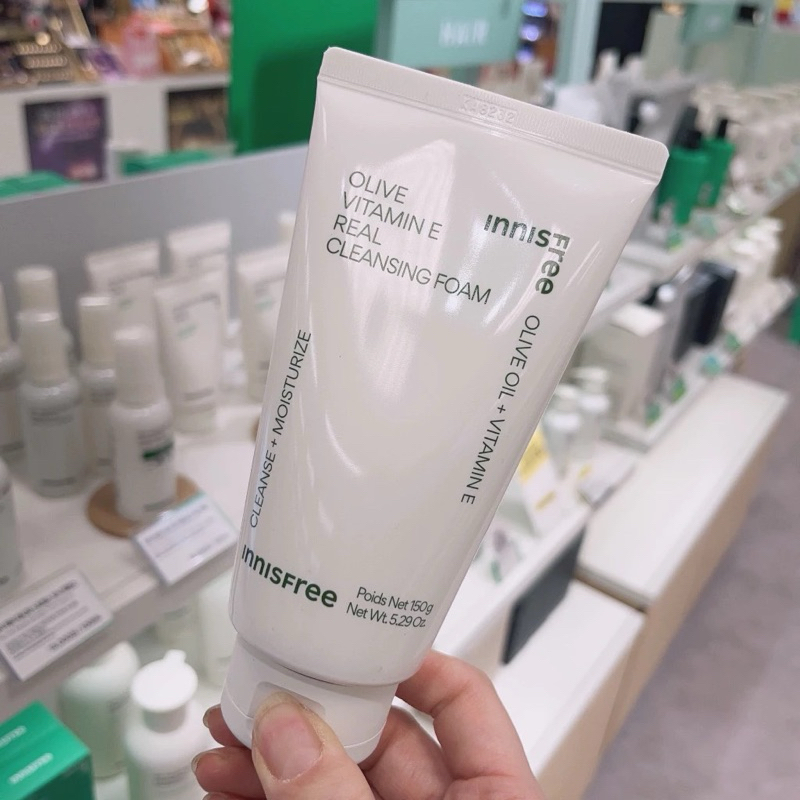 HAIR
OLIVE
VITAMIN E
REAL
CLEANSING FOAM
innisFree
OLIVE OIL + VITAMIN E
CLEANSE + MOISTURIZE
innisFree
Poids Net 150g
Net Wt. 5.29 Oz.